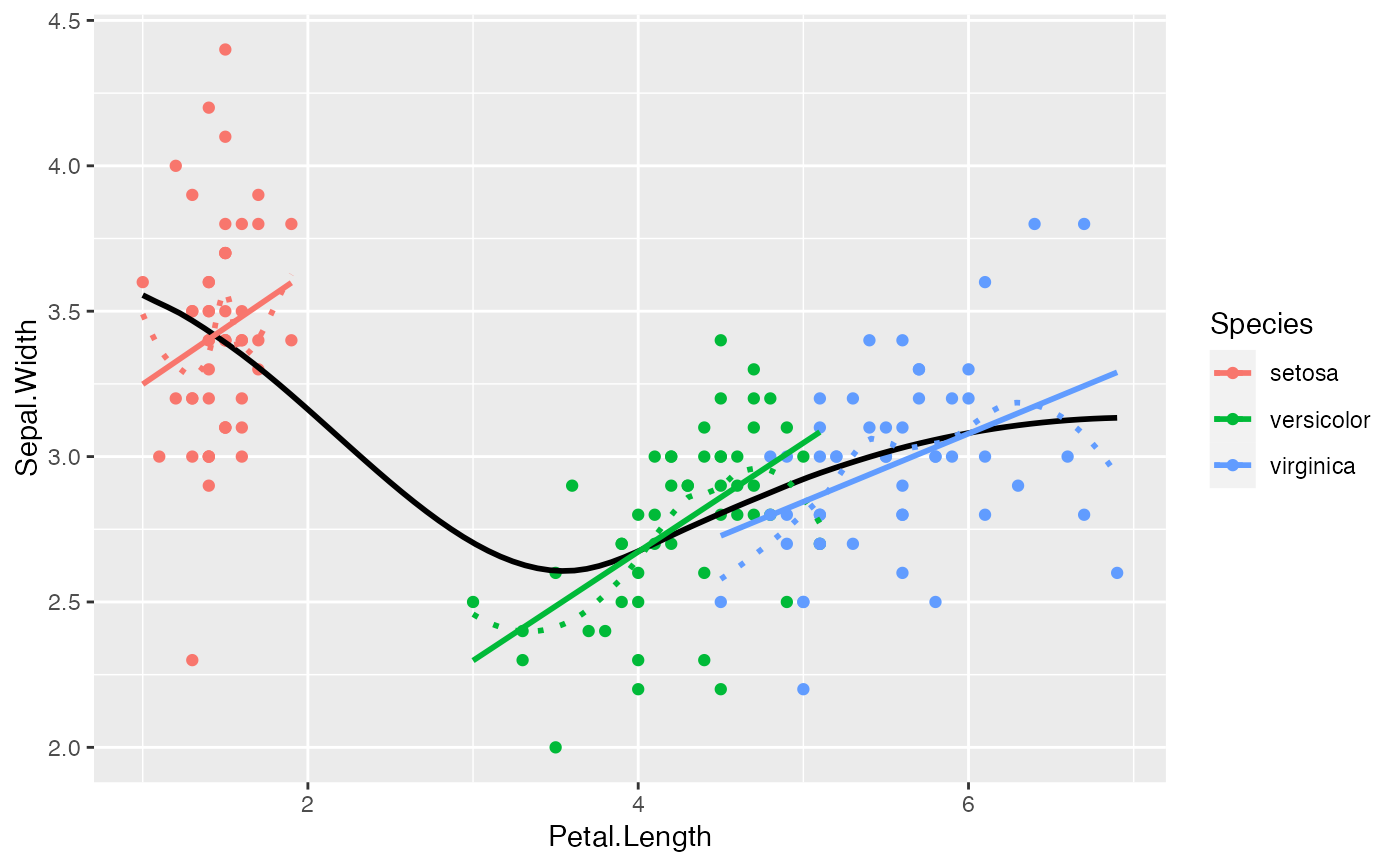 4.5
4.0
3.5
3.0
2.5
2.0
Sepal.Width
2 4 6
Petal.Length
Species
setosa
versicolor
virginica